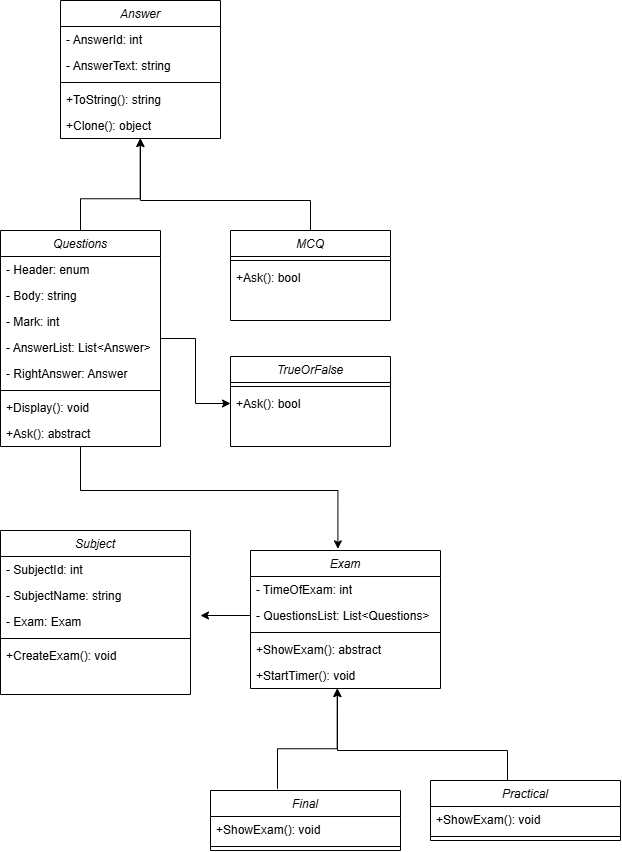 Answer
- AnswerId: int
- AnswerText: string
+ToString(): string
+Clone(): object
Questions
- Header: enum
- Body: string
- Mark: int
- AnswerList: List<Answer>
- RightAnswer: Answer
+Display(): void
+Ask(): abstract
MCQ
+Ask(): bool
TrueOrFalse
+Ask(): bool
Subject
- SubjectId: int
- SubjectName: string
- Exam: Exam
+CreateExam(): void
Exam
- TimeOfExam: int
- QuestionsList: List<Questions>
+ShowExam(): abstract
+StartTimer(): void
Final
+ShowExam(): void
Practical
+ShowExam(): void